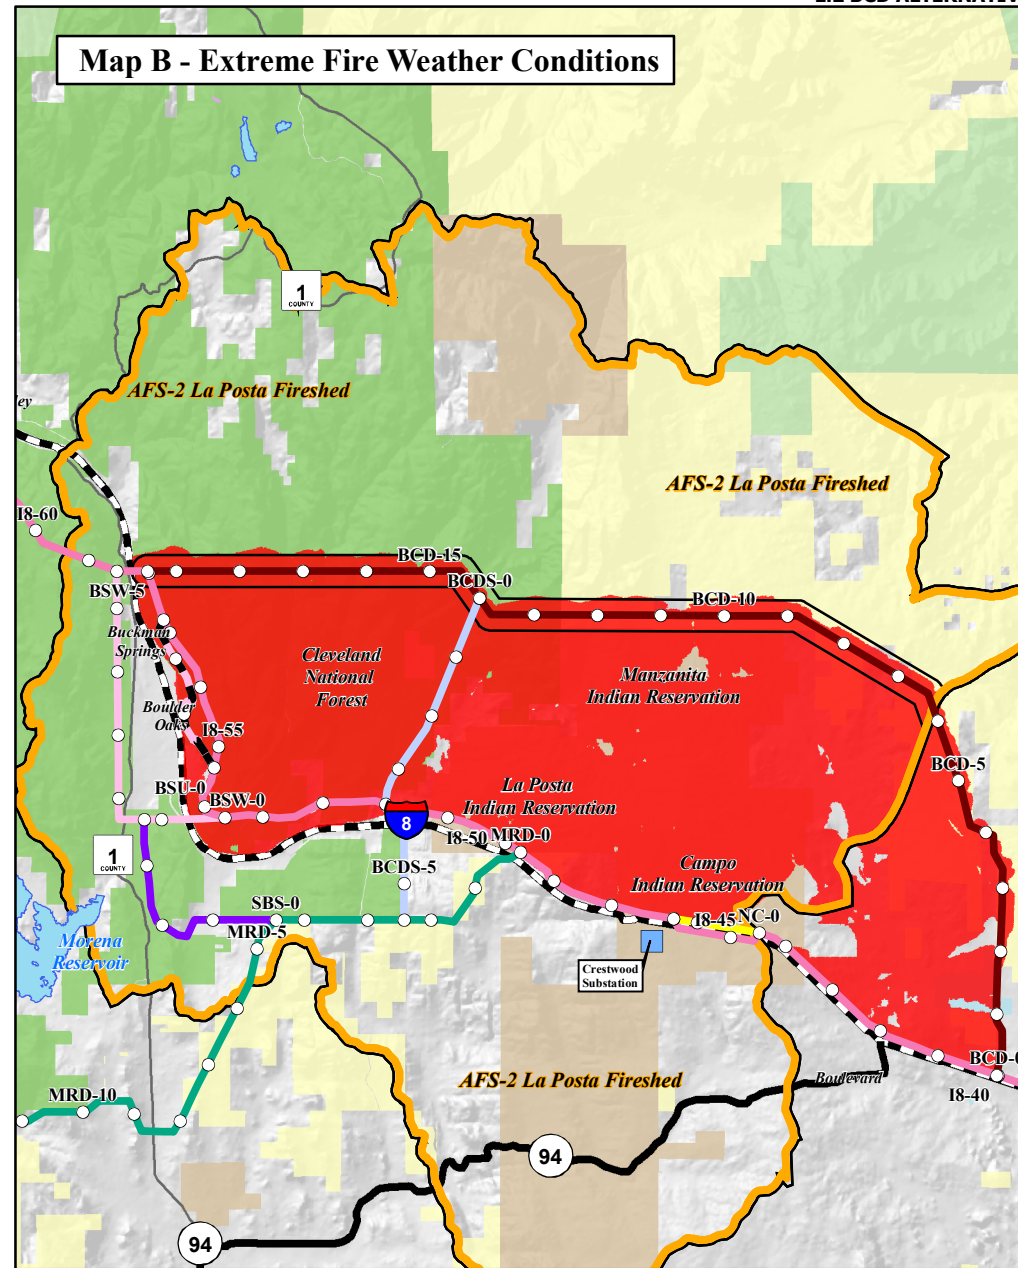 Map B - Extreme Fire Weather Conditions
1
COUNTY
AFS-2 La Posta Fireshed
AFS-2 La Posta Fireshed
I8-60
BCD-15
BCDS-0
BCD-10
BSW-5
Buckman
Springs
Cleveland
National
Forest
Manzanita
Indian Reservation
Boulder
Oaks
I8-55
BCD-5
BSU-0
BSW-0
La Posta
Indian Reservation
8
I8-50
MRD-0
1
COUNTY
BCDS-5
Campo
Indian Reservation
SBS-0
I8-45
NC-0
MRD-5
Morena
Reservoir
Crestwood
Substation
BCD-0
AFS-2 La Posta Fireshed
Boulevard
MRD-10
I8-40
94
94